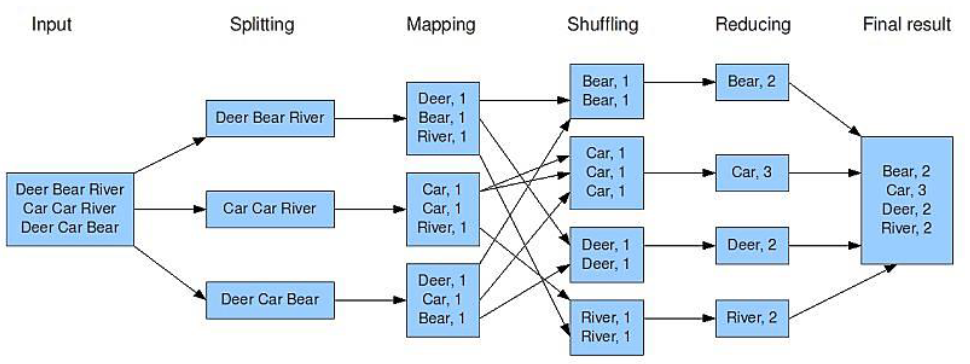 Input
Splitting
Mapping
Shuffling
Reducing
Final result
Deer Bear River
Car Car River
Deer Car Bear
Deer Bear River
Car Car River
Deer Car Bear
Deer, 1
Bear, 1
River, 1
Car, 1
Car, 1
River, 1
Deer, 1
Car, 1
Bear, 1
Bear, 1
Bear, 1
Car, 1
Car, 1
Car, 1
Deer, 1
Deer, 1
River, 1
River, 1
Bear, 2
Car, 3
Deer, 2
River, 2
Bear, 2
Car, 3
Deer, 2
River, 2